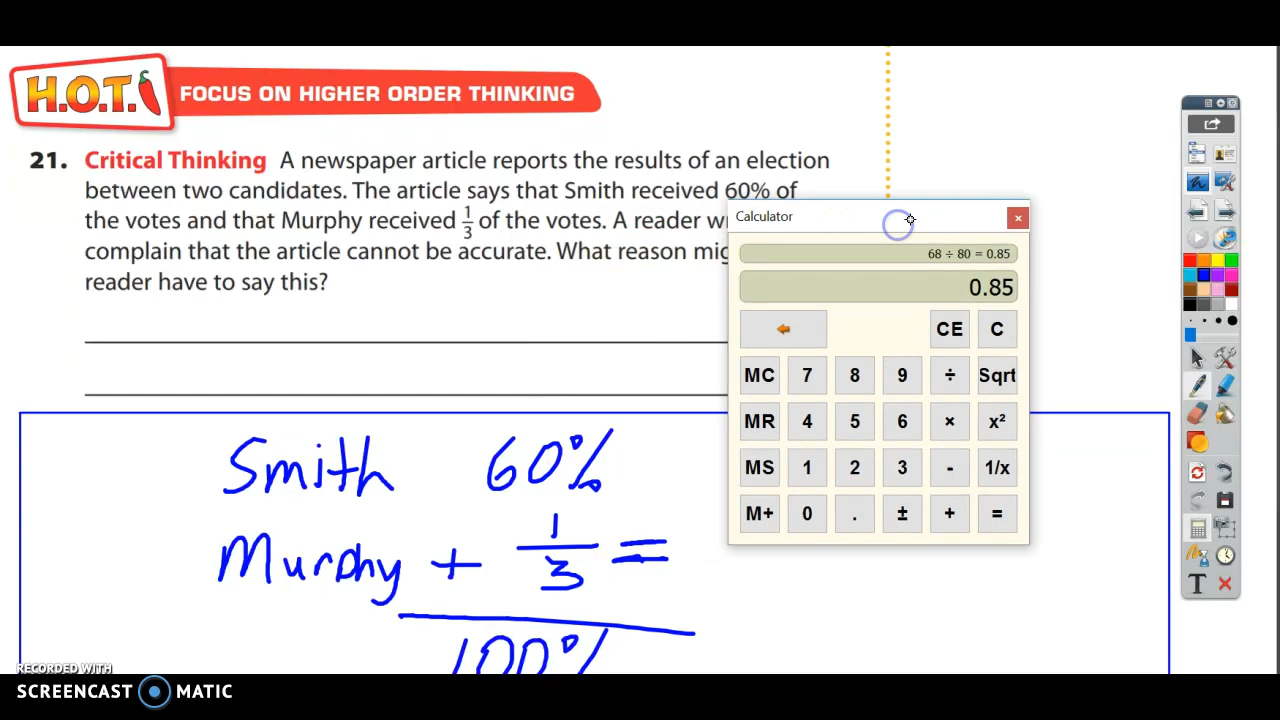 H.O.T.
FOCUS ON HIGHER ORDER THINKING
21. Critical Thinking A newspaper article reports the results of an election
between two candidates. The article says that Smith received 60% of
the votes and that Murphy received 1/3 of the votes. A reader
complain that the article cannot be accurate. What reason
reader have to say this?
Calculator
68 ÷ 80 = 0.85
0.85
CE C
MC 7 8 9 ÷ Sqrt
MR 4 5 6 × x²
MS 1 2 3 - 1/x
M+ 0 . ± + =
Smith 60%
Murphy + 1/3 =
100%
T
RECORDED WITH
SCREENCAST MATIC